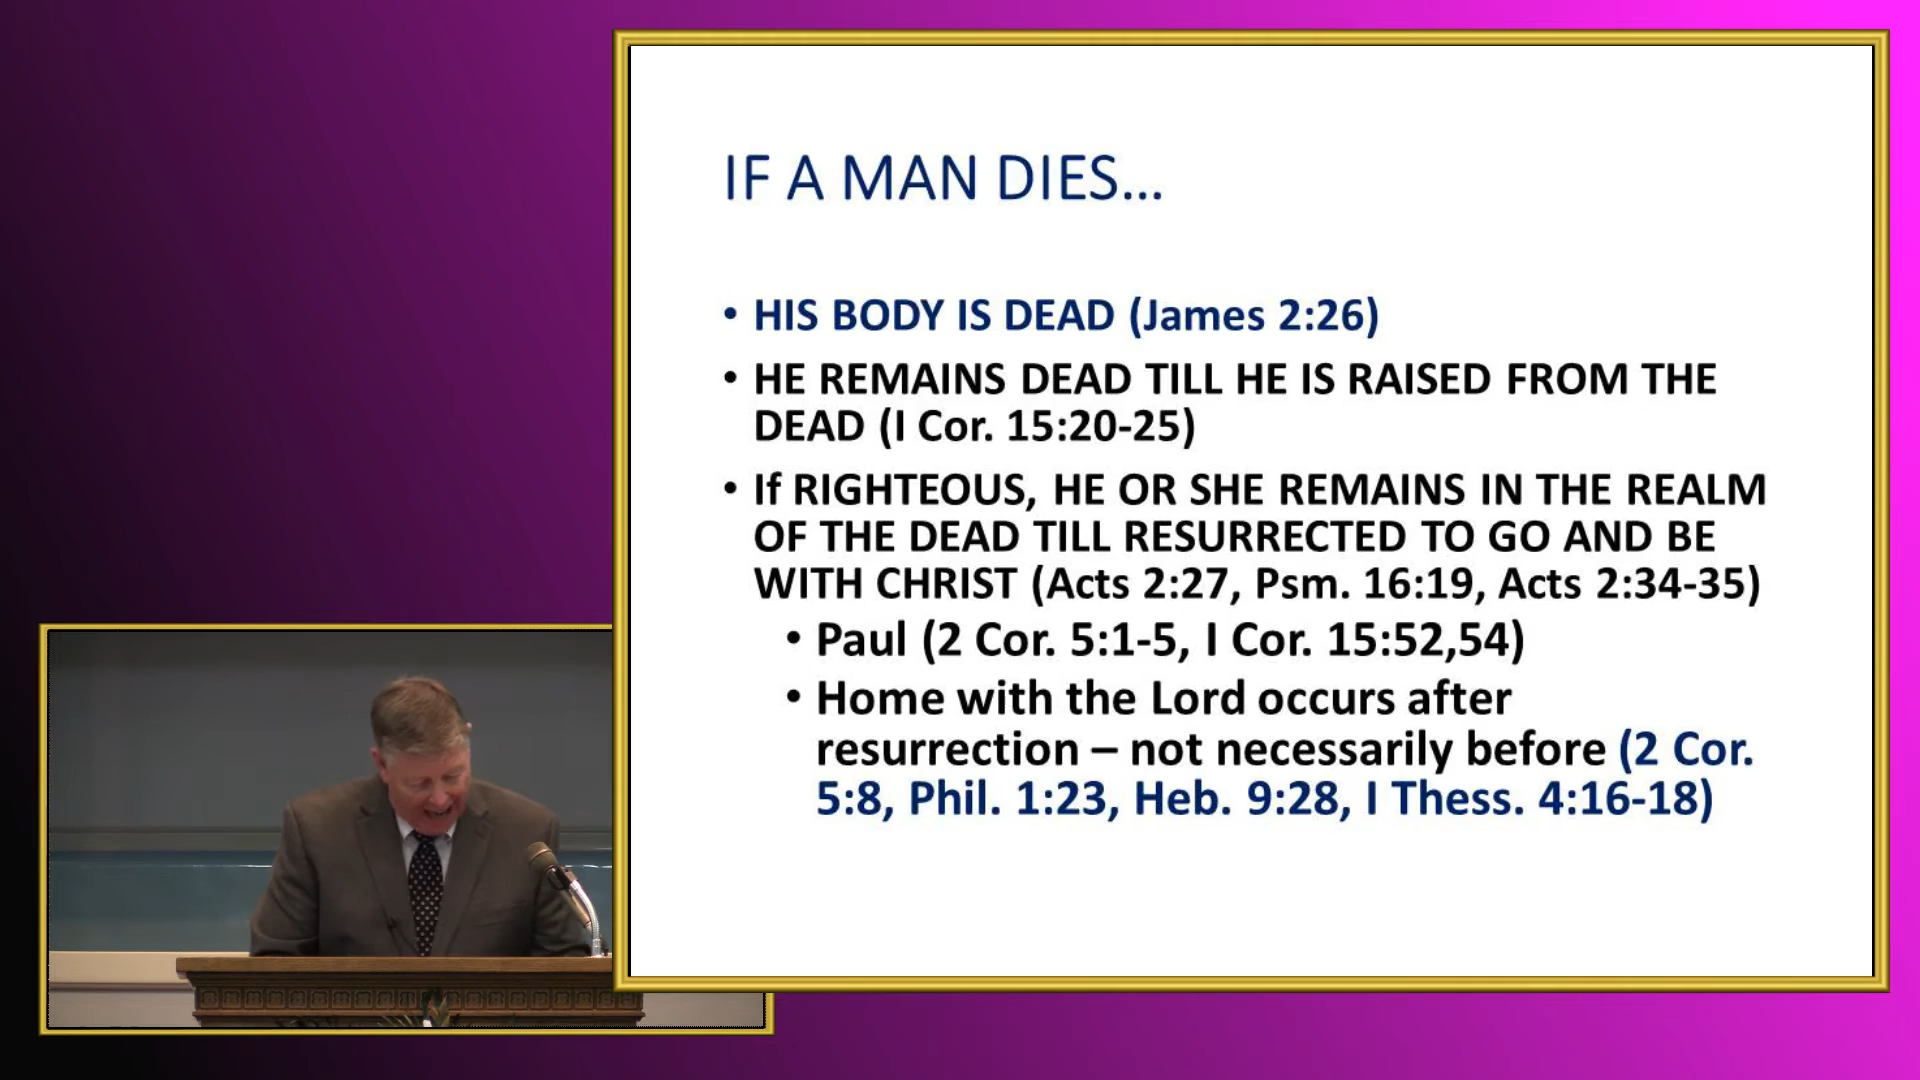 IF A MAN DIES...
• HIS BODY IS DEAD (James 2:26)
• HE REMAINS DEAD TILL HE IS RAISED FROM THE
DEAD (I Cor. 15:20-25)
• If RIGHTEOUS, HE OR SHE REMAINS IN THE REALM
OF THE DEAD TILL RESURRECTED TO GO AND BE
WITH CHRIST (Acts 2:27, Psm. 16:19, Acts 2:34-35)
• Paul (2 Cor. 5:1-5, I Cor. 15:52,54)
• Home with the Lord occurs after
resurrection – not necessarily before (2 Cor.
5:8, Phil. 1:23, Heb. 9:28, I Thess. 4:16-18)